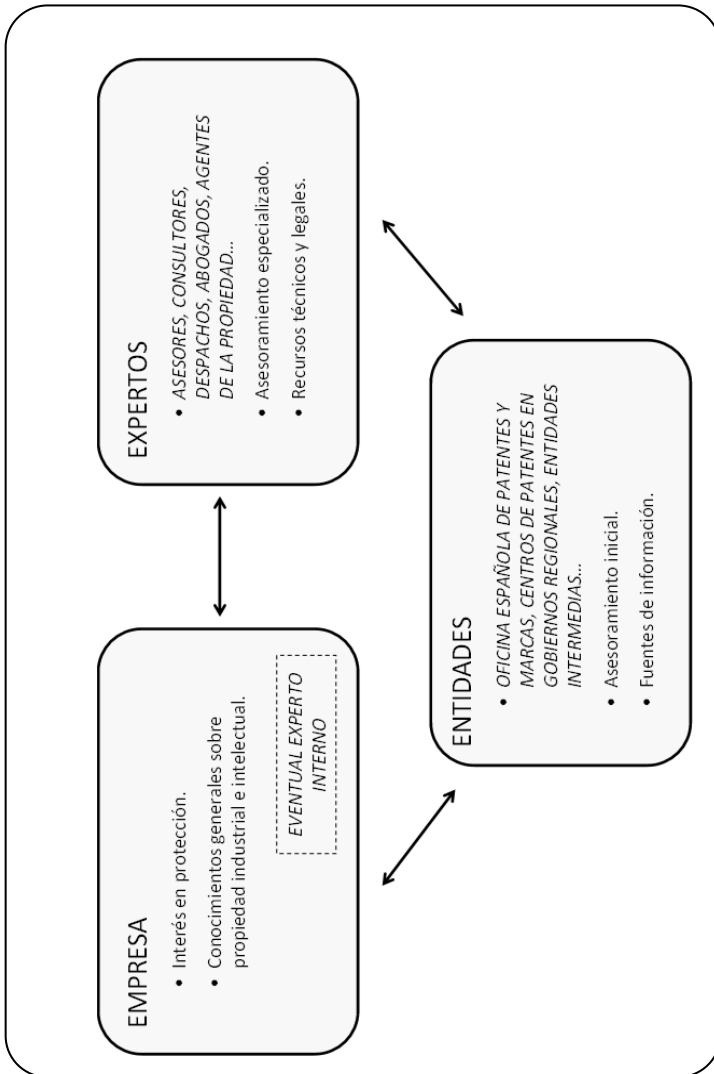 EMPRESA
• Interés en protección.
• Conocimientos generales sobre
propiedad industrial e intelectual.
EVENTUAL EXPERTO
INTERNO
EXPERTOS
• ASESORES, CONSULTORES,
DESPACHOS, ABOGADOS, AGENTES
DE LA PROPIEDAD...
• Asesoramiento especializado.
• Recursos técnicos y legales.
ENTIDADES
• OFICINA ESPAÑOLA DE PATENTES Y
MARCAS, CENTROS DE PATENTES EN
GOBIERNOS REGIONALES, ENTIDADES
INTERMEDIAS...
• Asesoramiento inicial.
• Fuentes de información.